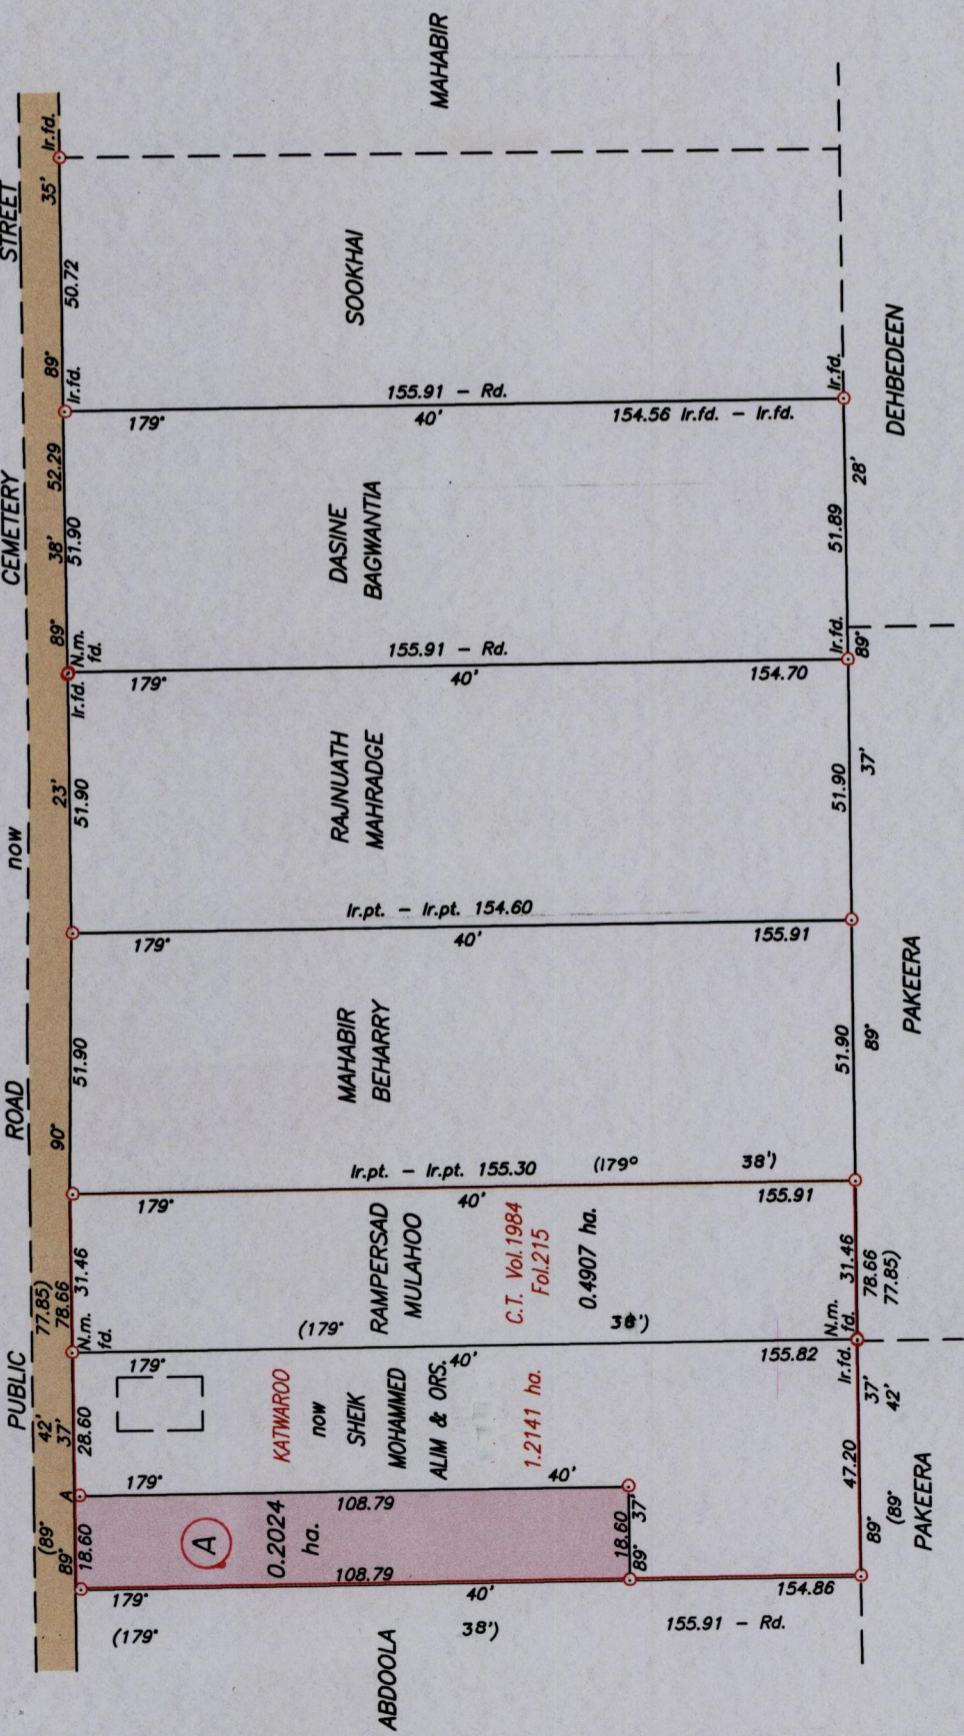 PUBLIC ROAD now CEMETERY STREET
(89° 42' 77.85)
89° 37' 78.66
18.60
A
28.60
N.m.
fd.
31.46
90°
51.90
23'
51.90
Ir.fd.
N.m.
fd.
89° 38' 52.29
51.90
Ir.fd.
89° 35'
50.72
Ir.fd.
ABDOOLA
179° 40'
(179° 38')
154.86
155.91 – Rd.
A
0.2024
ha.
108.79
108.79
179° 40'
18.60
89° 37'
KATWAROO
now
SHEIK
MOHAMMED
ALIM & ORS.
1.2141 ha.
179° 40'
155.82
(179° 38')
RAMPERSAD
MULAHOO
C.T. Vol.1984
Fol.215
0.4907 ha.
179° 40'
155.91
Ir.pt. – Ir.pt. 155.30
(179° 38')
MAHABIR
BEHARRY
179° 40'
155.91
Ir.pt. – Ir.pt. 154.60
RAJNUATH
MAHRADGE
179° 40'
154.70
155.91 – Rd.
DASINE
BAGWANTIA
179° 40'
154.56 Ir.fd. – Ir.fd.
155.91 – Rd.
SOOKHAI
MAHABIR
47.20
Ir.fd.
N.m.
fd.
31.46
51.90
51.90
Ir.fd.
51.89
Ir.fd.
89° 37'
(89° 42'
78.66
77.85)
89° 37'
89° 28'
PAKEERA
PAKEERA
DEHBEDEEN